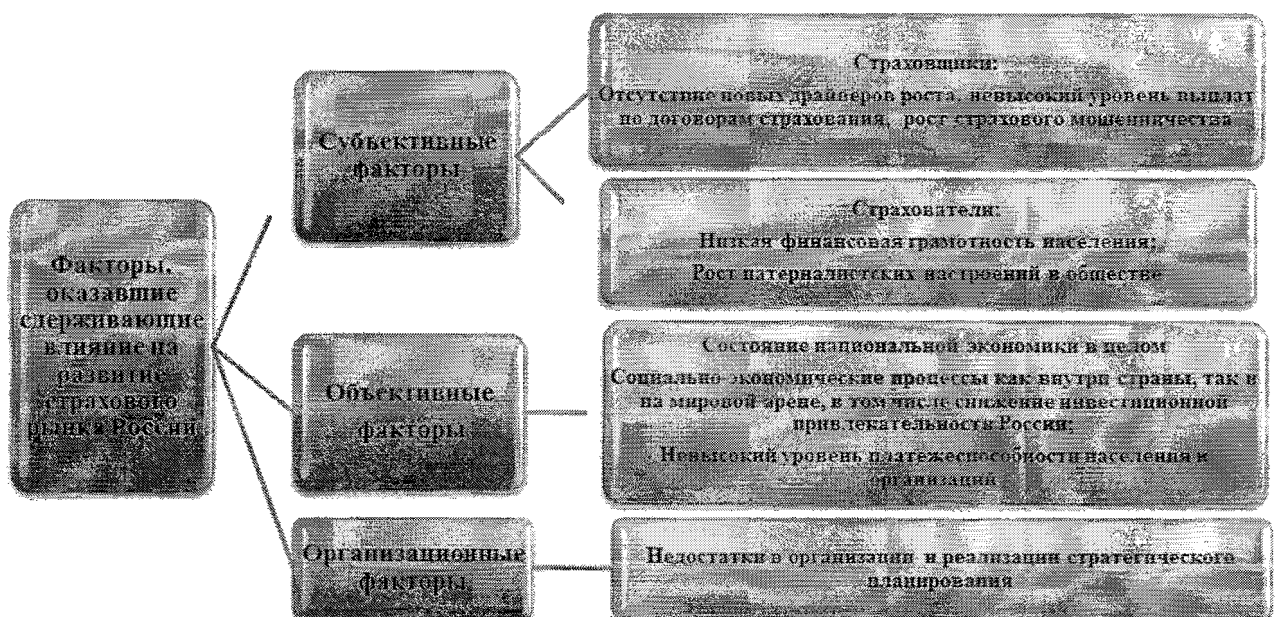 Факторы,
оказавшие
сдерживающие
влияние на
развитие
страхового
рынка России
Субъективные
факторы
Страховщики:
Отсутствие новых драйверов роста, невысокий уровень выплат
по договорам страхования, рост страхового мошенничества
Страхователи:
Низкая финансовая грамотность населения;
Рост патерналистских настроений в обществе
Объективные
факторы
Состояние национальной экономики в целом
Социально-экономические процессы как внутри страны, так и
на мировой арене, в том числе снижение инвестиционной
привлекательности России;
Невысокий уровень платежеспособности населения и
организаций
Организационные
факторы
Недостатки в организации и реализации стратегического
планирования